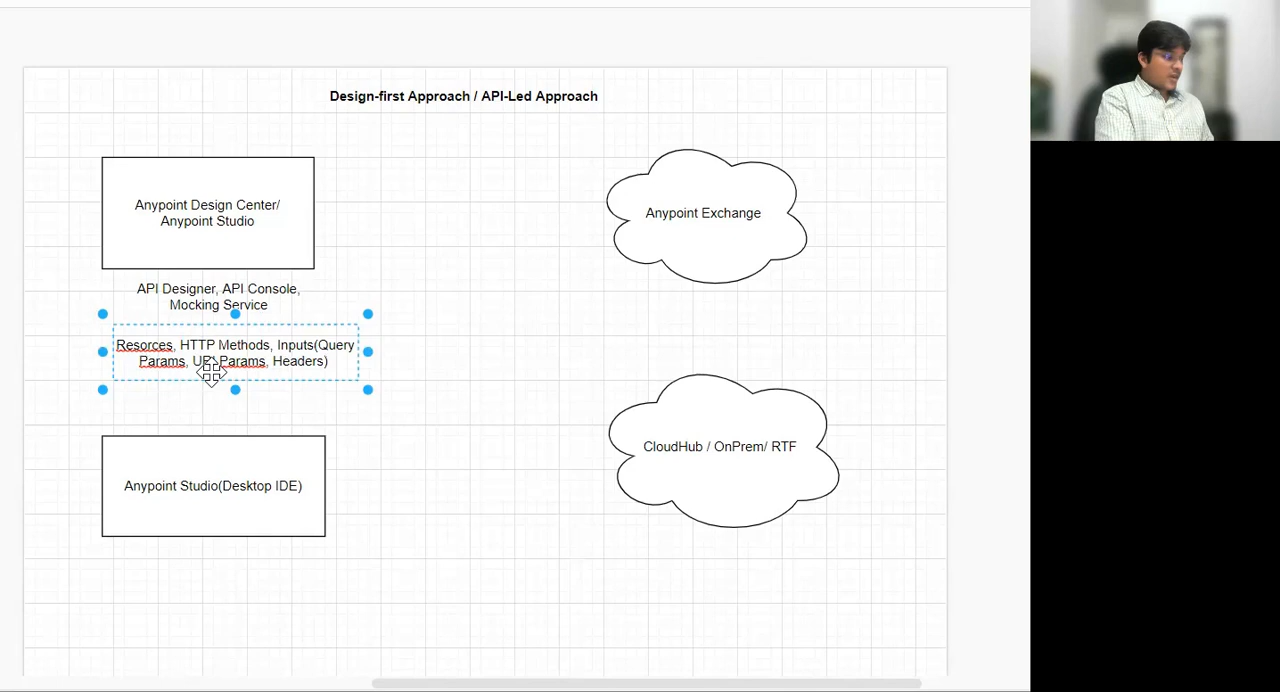 Design-first Approach / API-Led Approach
Anypoint Design Center/
Anypoint Studio
Anypoint Exchange
API Designer, API Console,
Mocking Service
Resorces, HTTP Methods, Inputs(Query
Params, URI Params, Headers)
CloudHub / OnPrem/ RTF
Anypoint Studio(Desktop IDE)